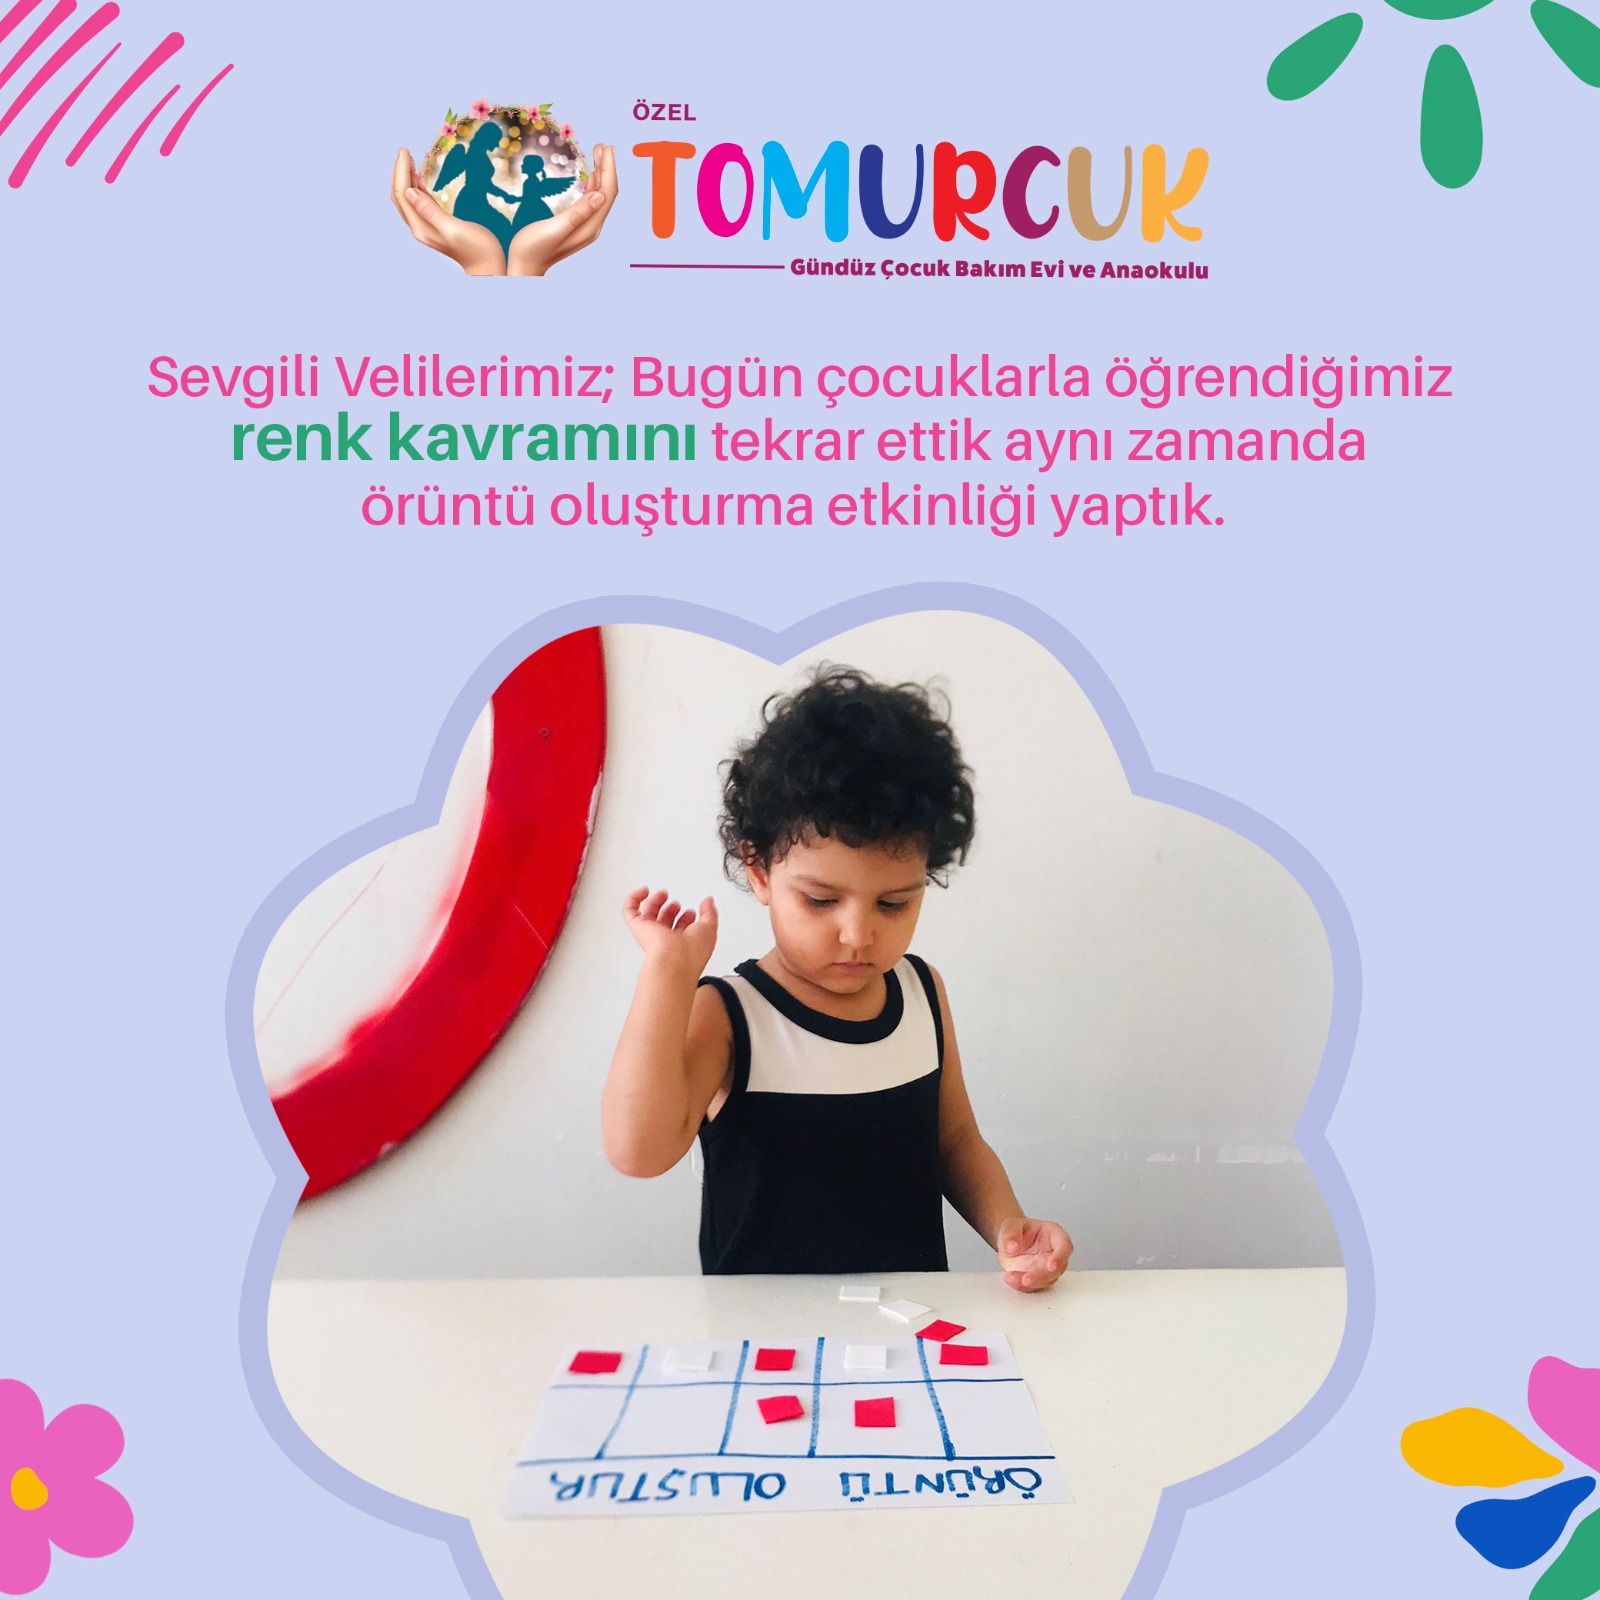 ÖZEL
TOMURCUK
Gündüz Çocuk Bakım Evi ve Anaokulu
Sevgili Velilerimiz; Bugün çocuklarla öğrendiğimiz
renk kavramını tekrar ettik aynı zamanda
örüntü oluşturma etkinliği yaptık.
ÖRÜNTÜ OLUŞTUR